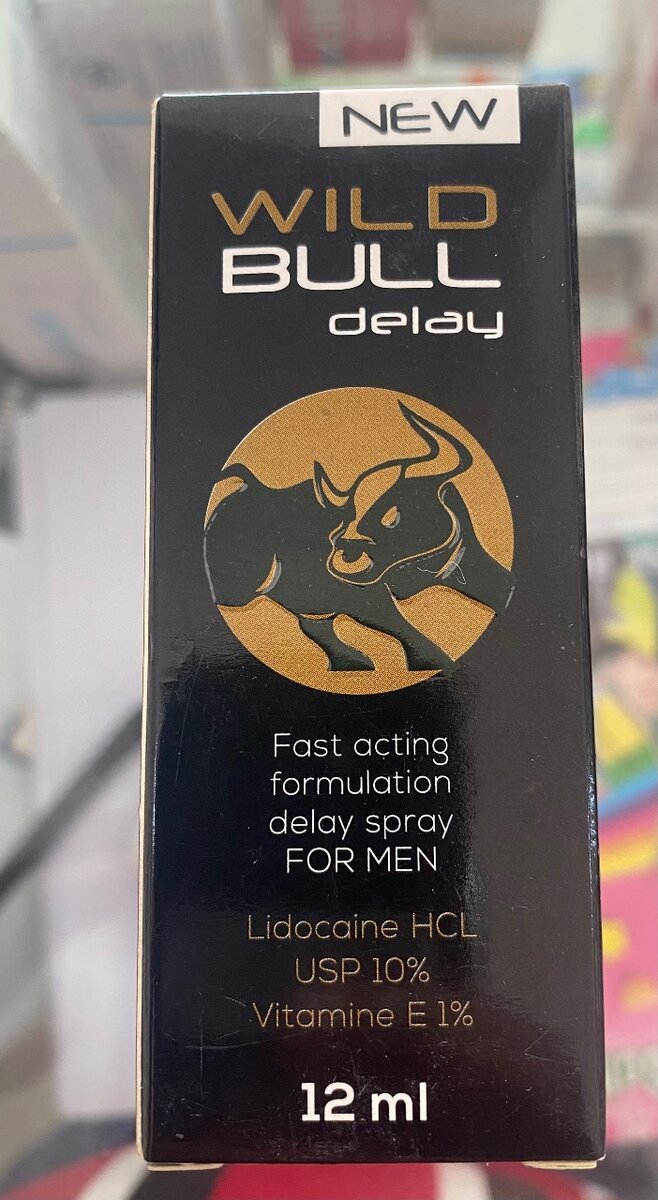 NEW
WILD
BULL
delay
Fast acting
formulation
delay spray
FOR MEN
Lidocaine HCL
USP 10%
Vitamine E 1%
12 ml